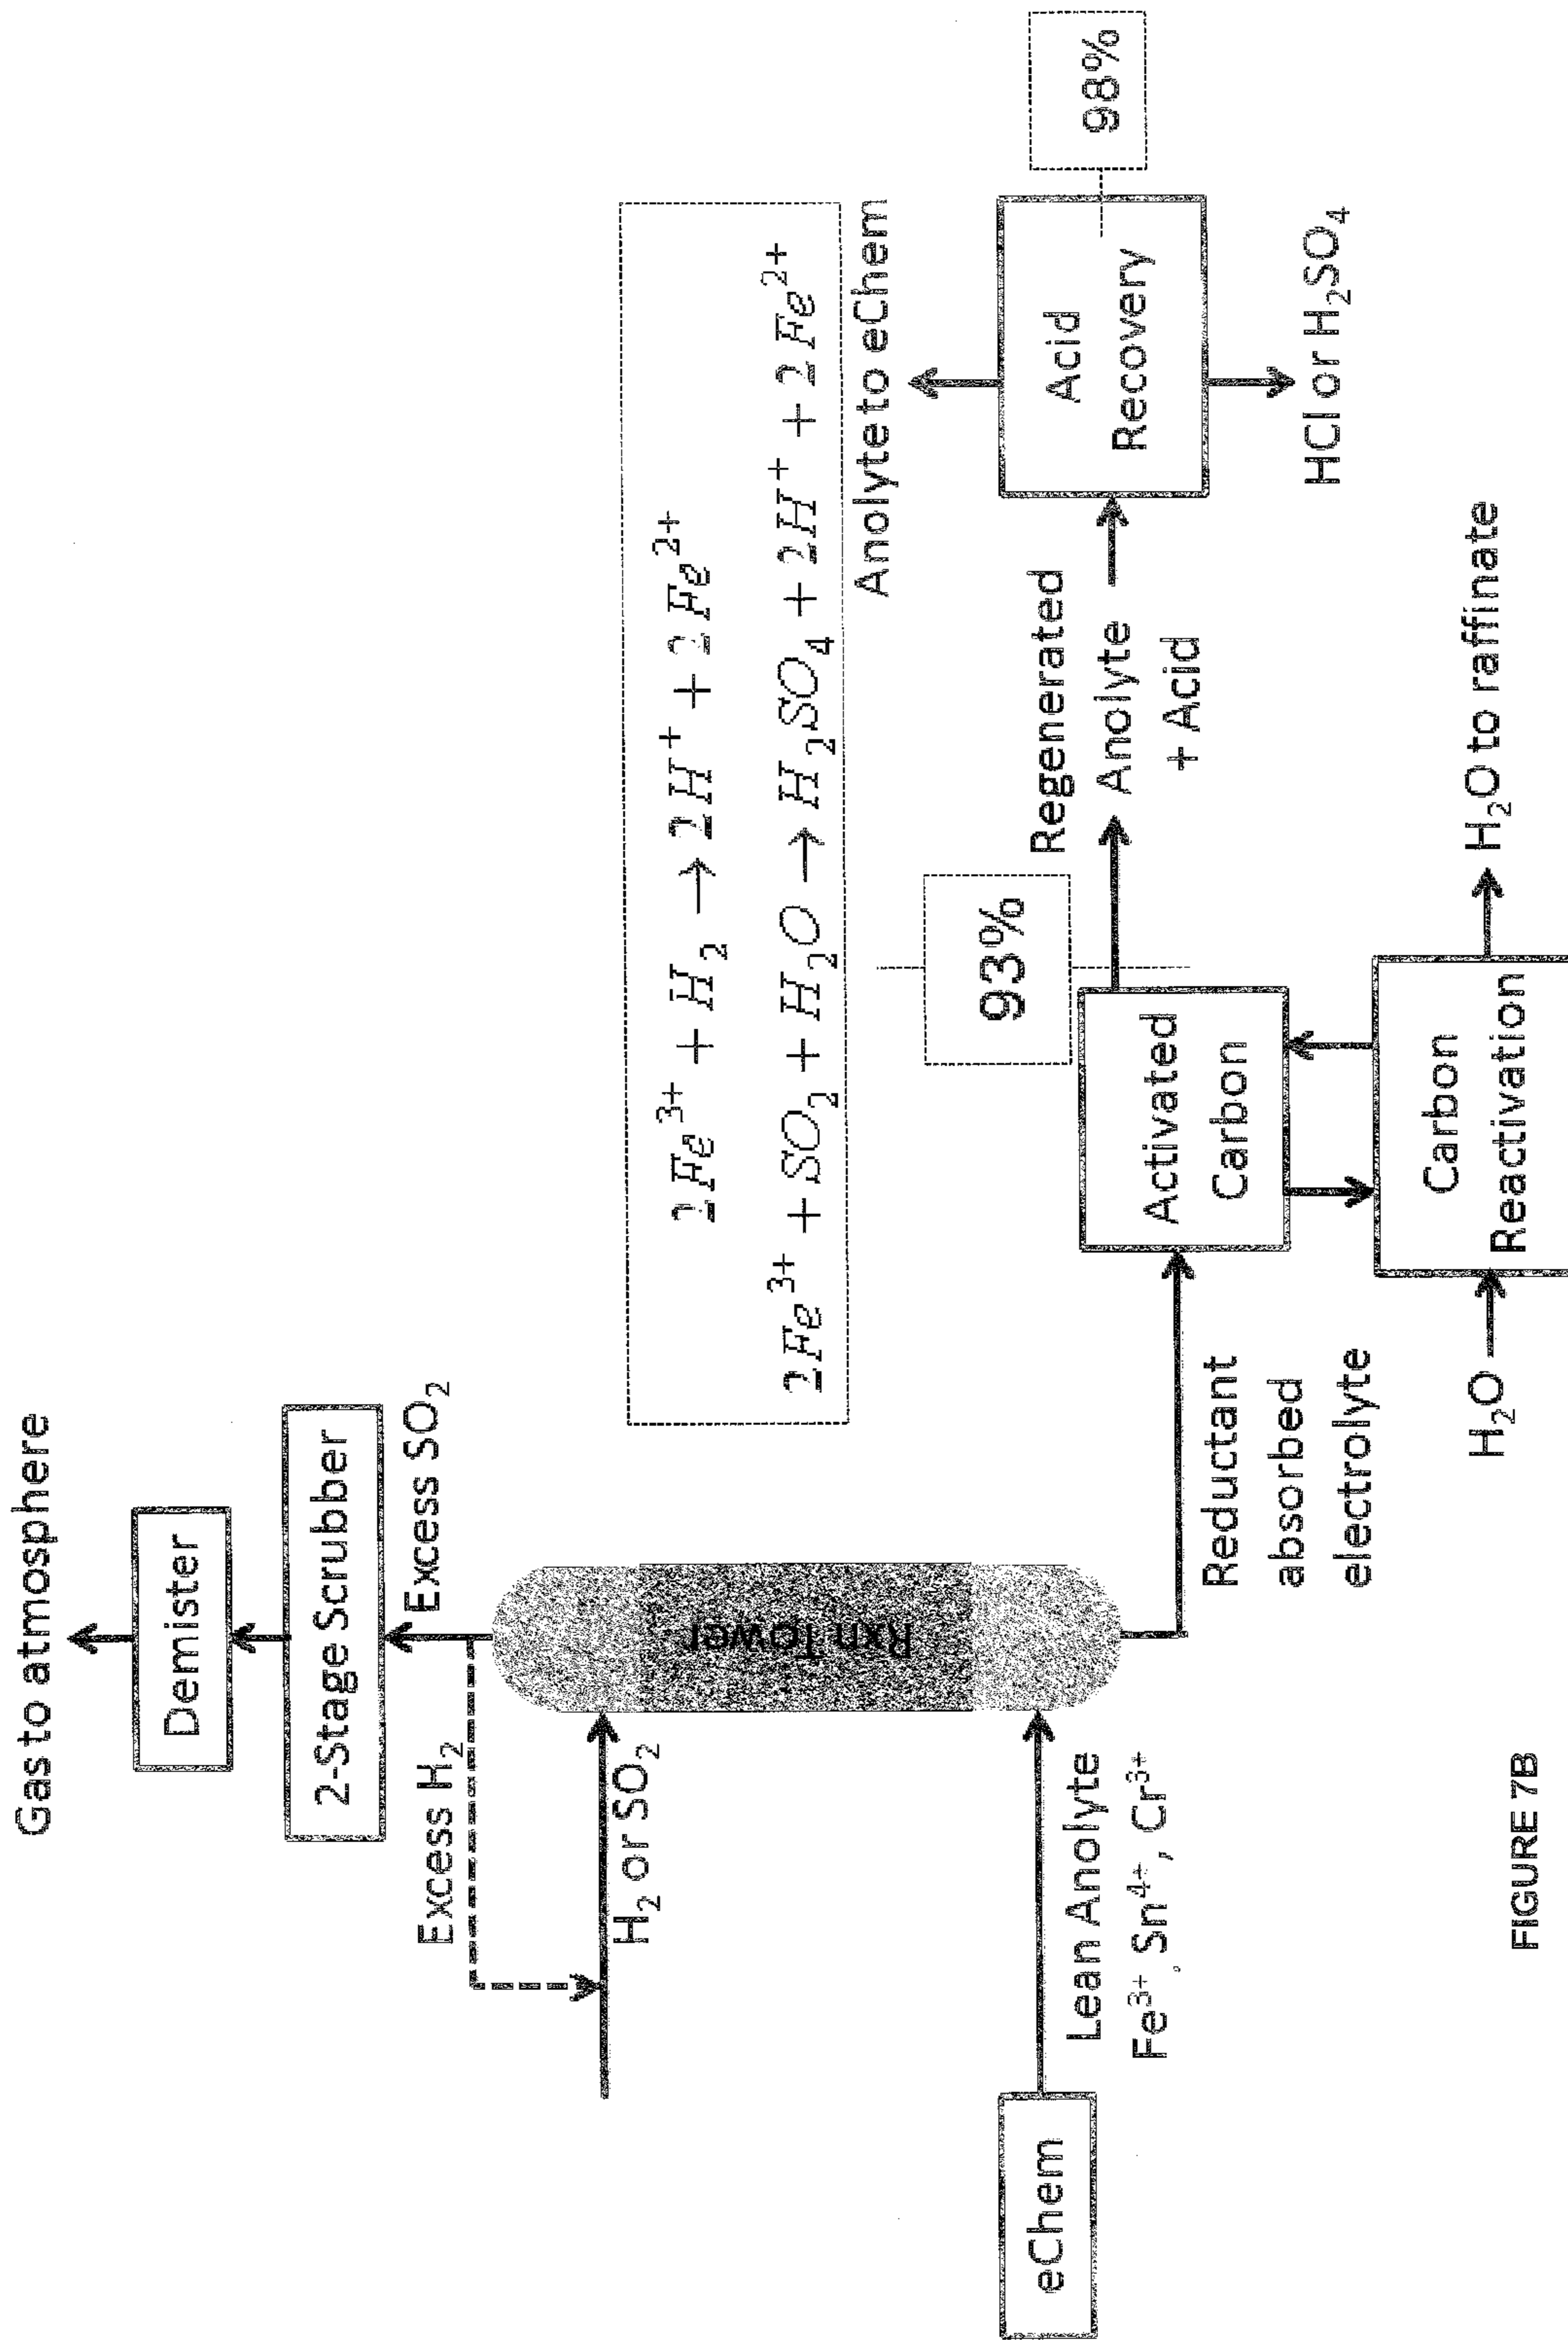 Gas to atmosphere
Demister
2-Stage Scrubber
Excess SO₂
Excess H₂
H₂ or SO₂
Rxn Tower
eChem
Lean Anolyte
Fe³⁺, Sn⁴⁺, Cr³⁺
Reductant
absorbed
electrolyte
2Fe³⁺ + H₂ → 2H⁺ + 2Fe²⁺
2Fe³⁺ + SO₂ + H₂O → H₂SO₄ + 2H⁺ + 2Fe²⁺
93%
Activated
Carbon
H₂O
Carbon
Reactivation
H₂O to raffinate
Regenerated
Anolyte
+ Acid
Anolyte to eChem
Acid
Recovery
98%
HCl or H₂SO₄
FIGURE 7B